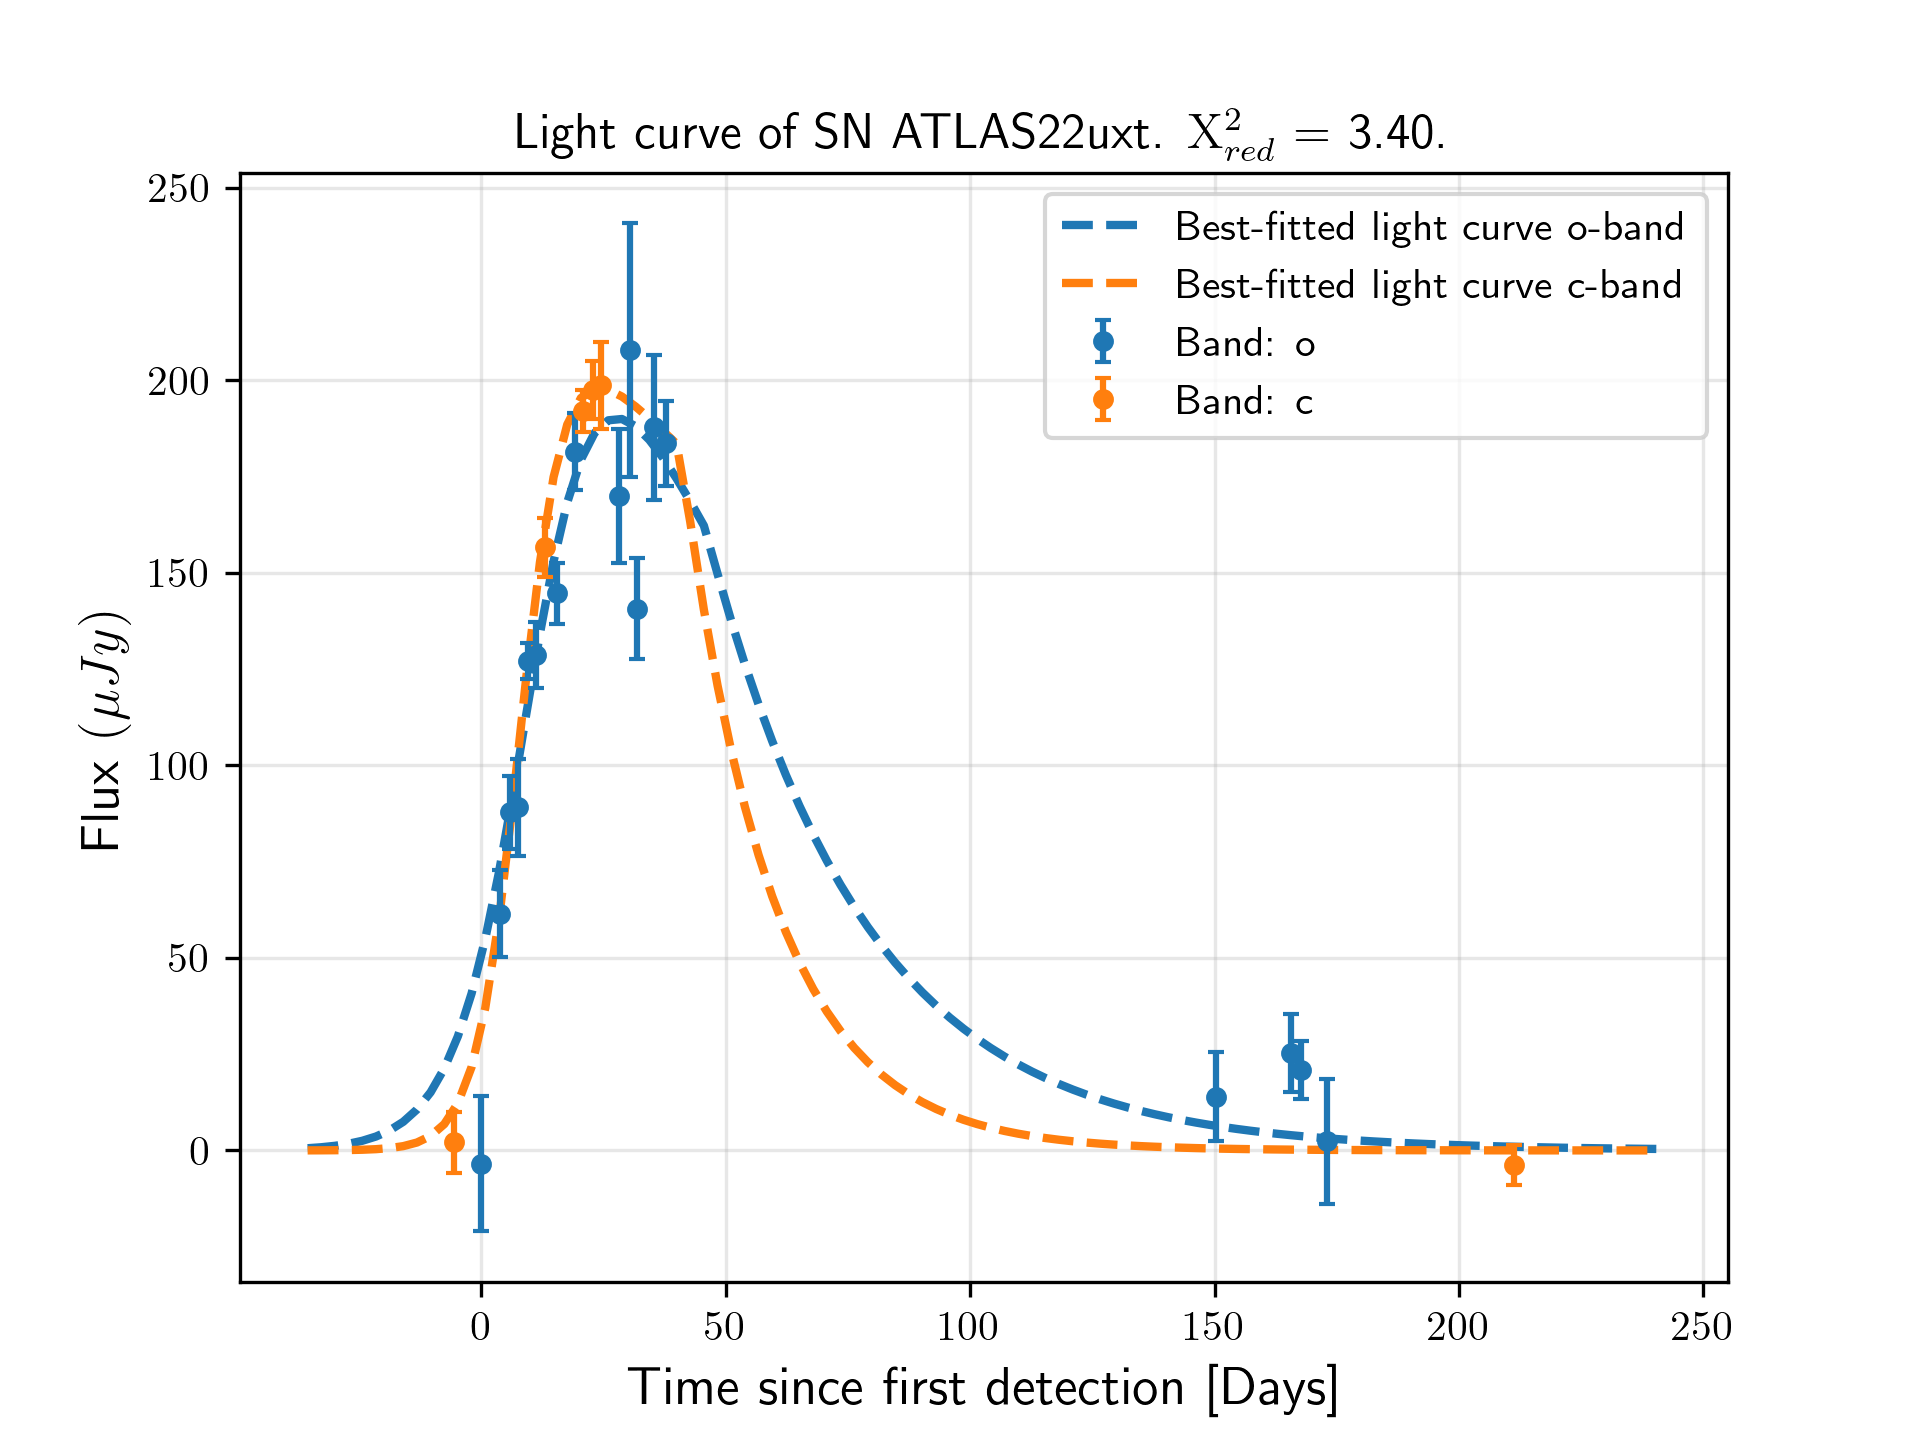 Light curve of SN ATLAS22uxt. X²_red = 3.40.
Best-fitted light curve o-band
Best-fitted light curve c-band
Band: o
Band: c
250
200
150
100
50
0
Flux (μJy)
0 50 100 150 200 250
Time since first detection [Days]